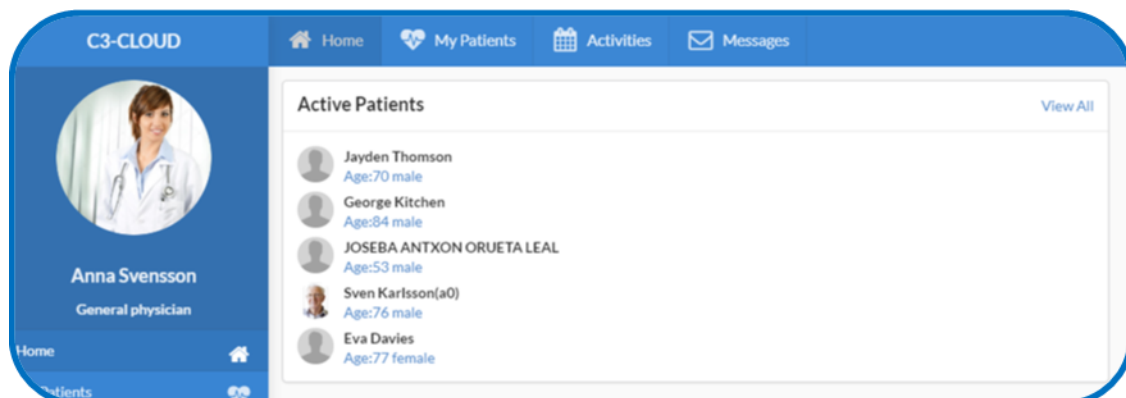 C3-CLOUD
Home
My Patients
Activities
Messages
Anna Svensson
General physician
Home
Patients
Active Patients
View All
Jayden Thomson
Age:70 male
George Kitchen
Age:84 male
JOSEBA ANTXON ORUETA LEAL
Age:53 male
Sven Karlsson(a0)
Age:76 male
Eva Davies
Age:77 female